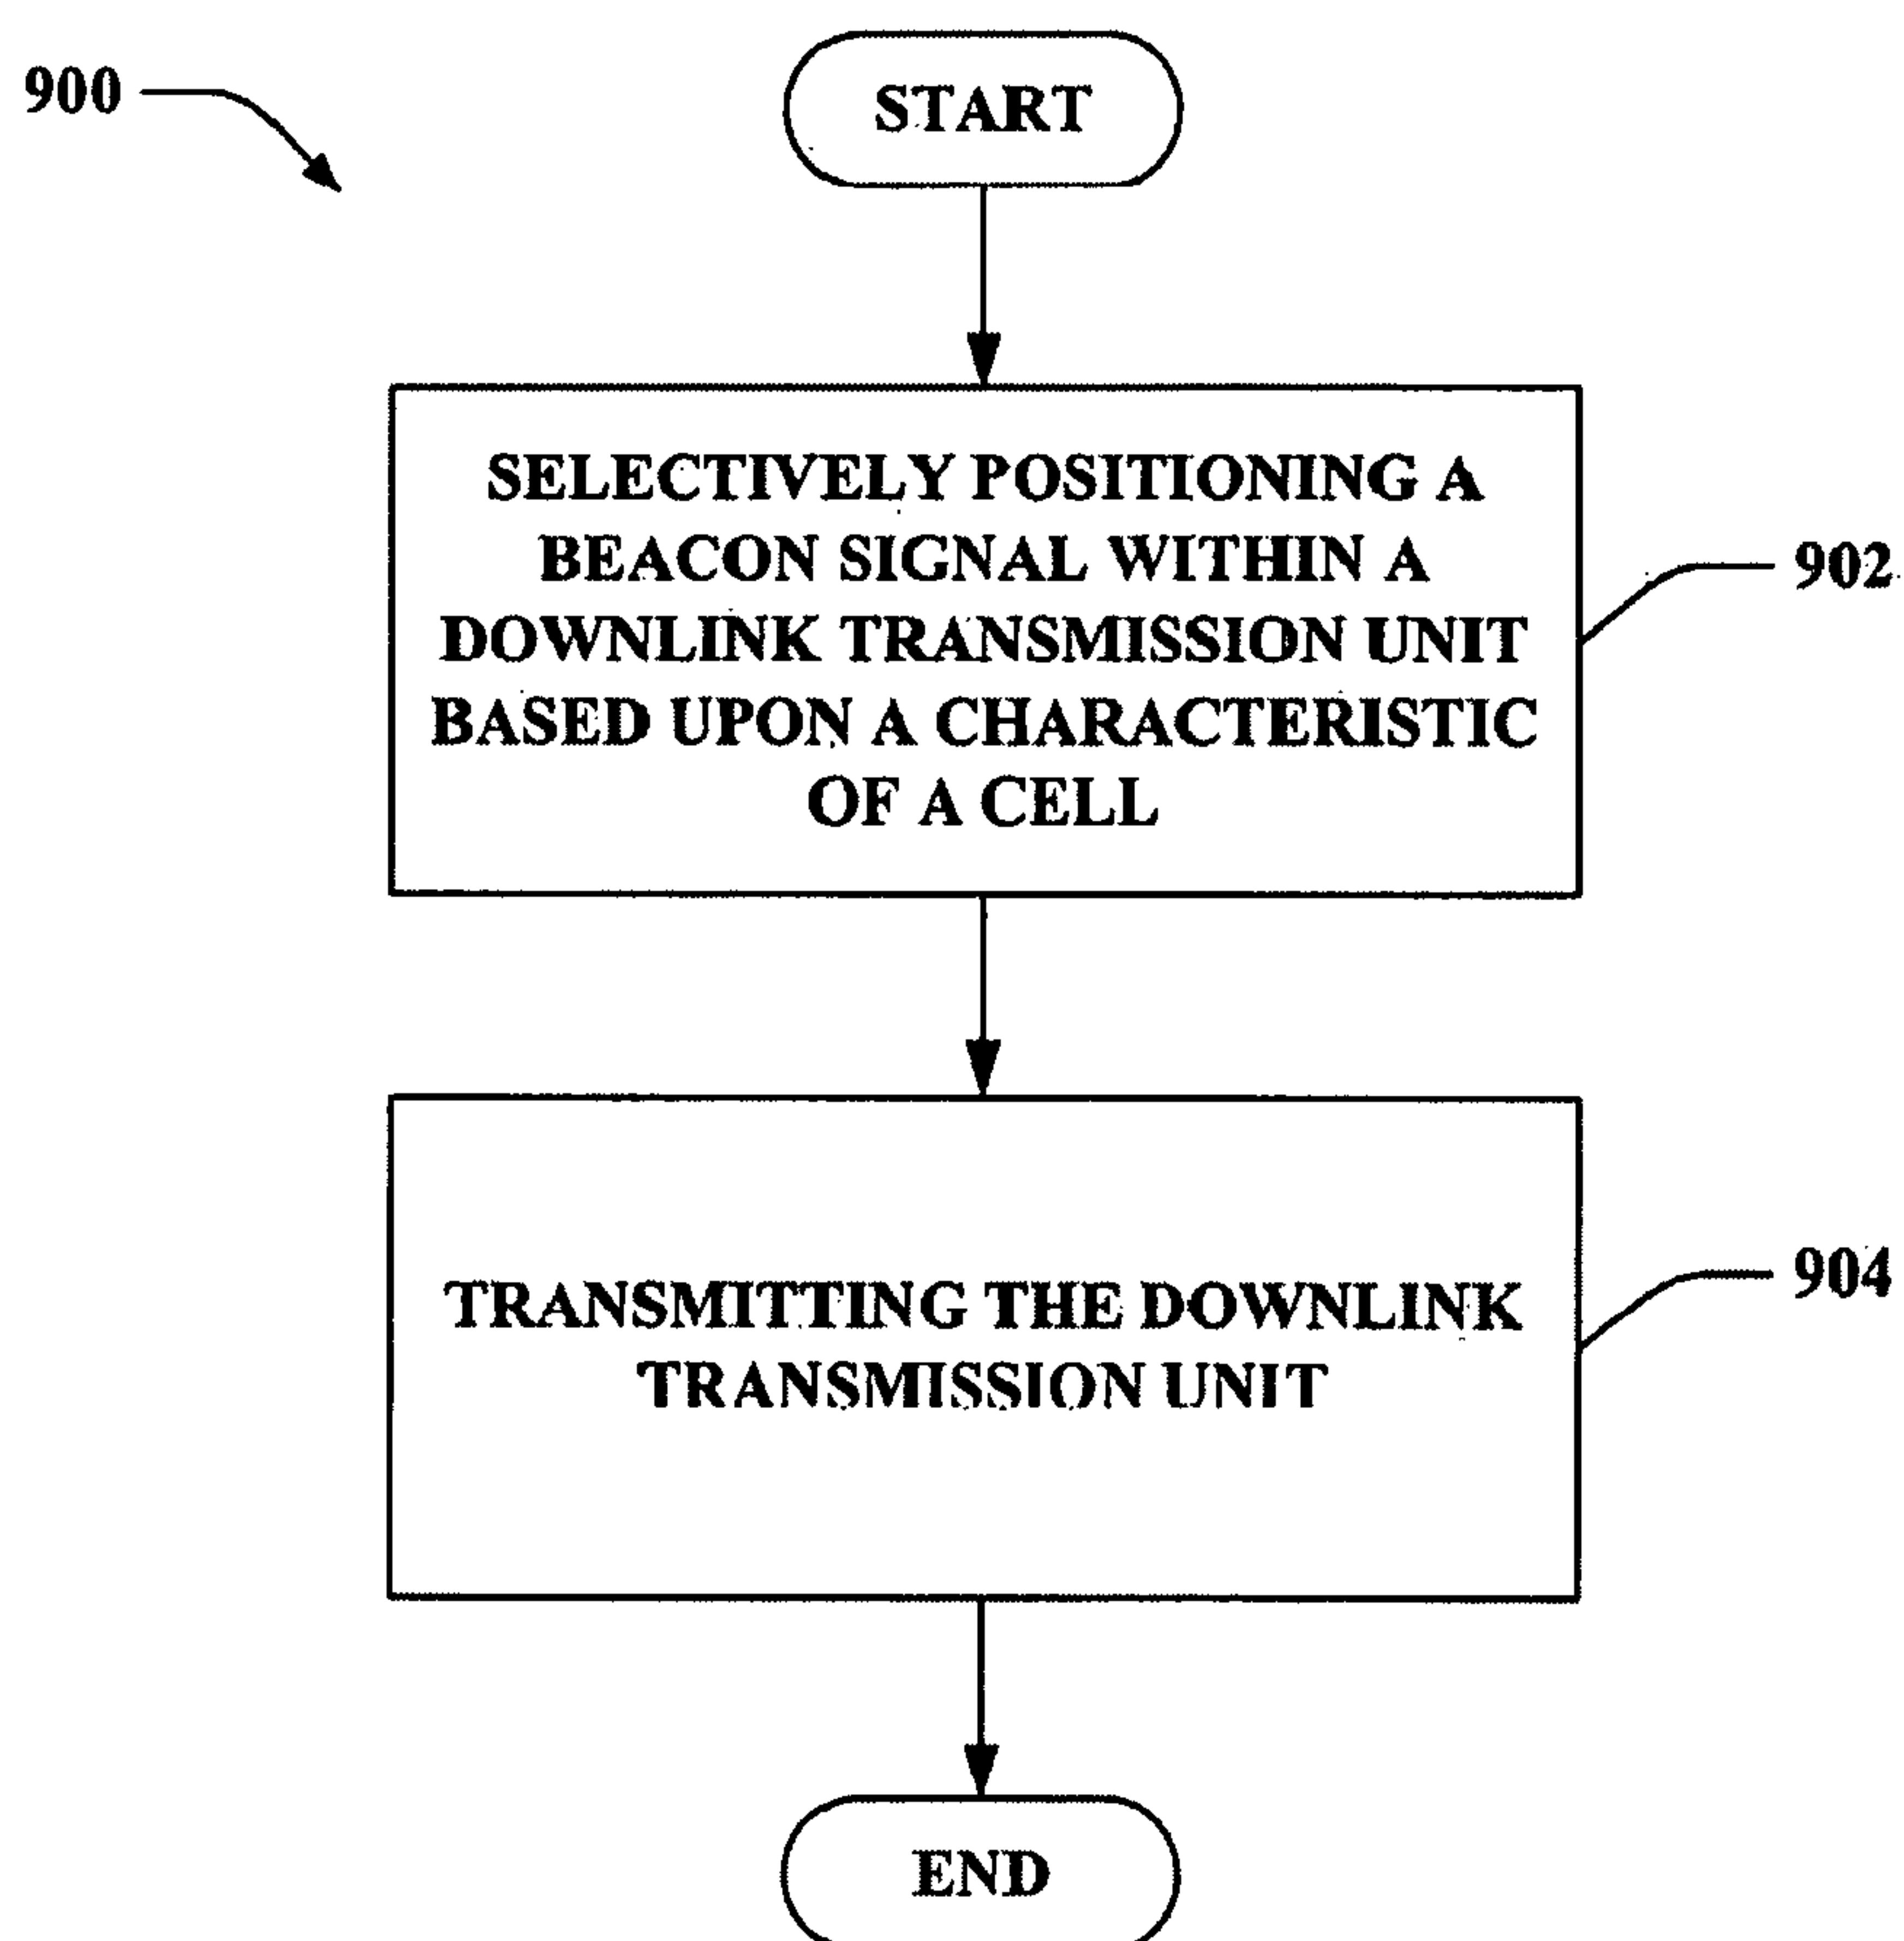 900
START
SELECTIVELY POSITIONING A
BEACON SIGNAL WITHIN A
DOWNLINK TRANSMISSION UNIT
BASED UPON A CHARACTERISTIC
OF A CELL
902
TRANSMITTING THE DOWNLINK
TRANSMISSION UNIT
904
END